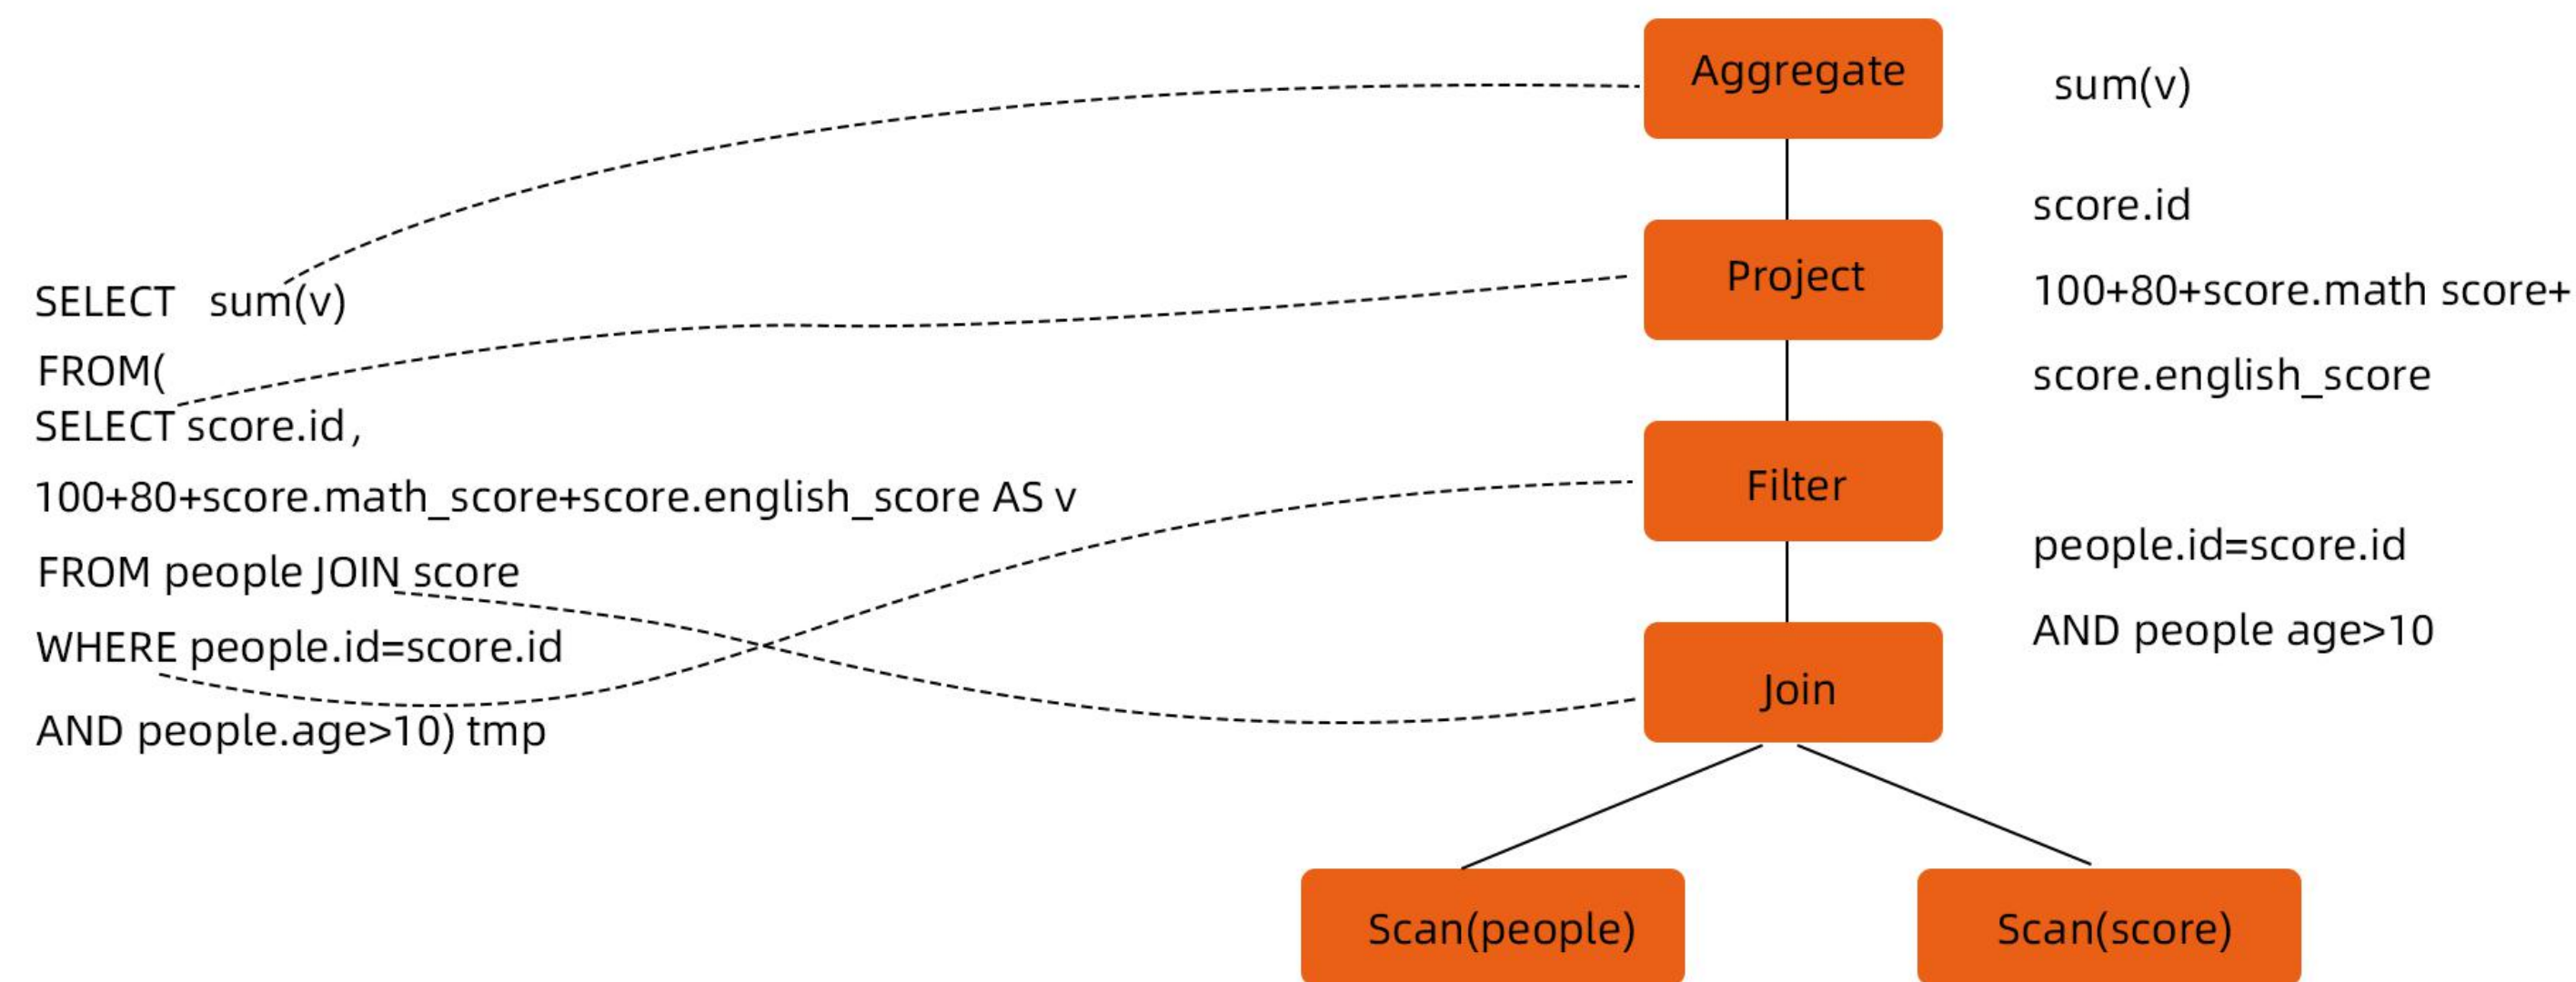 SELECT sum(v)
FROM(
SELECT score.id,
100+80+score.math_score+score.english_score AS v
FROM people JOIN score
WHERE people.id=score.id
AND people.age>10) tmp
Aggregate
sum(v)
Project
score.id
100+80+score.math score+
score.english_score
Filter
people.id=score.id
AND people age>10
Join
Scan(people)
Scan(score)